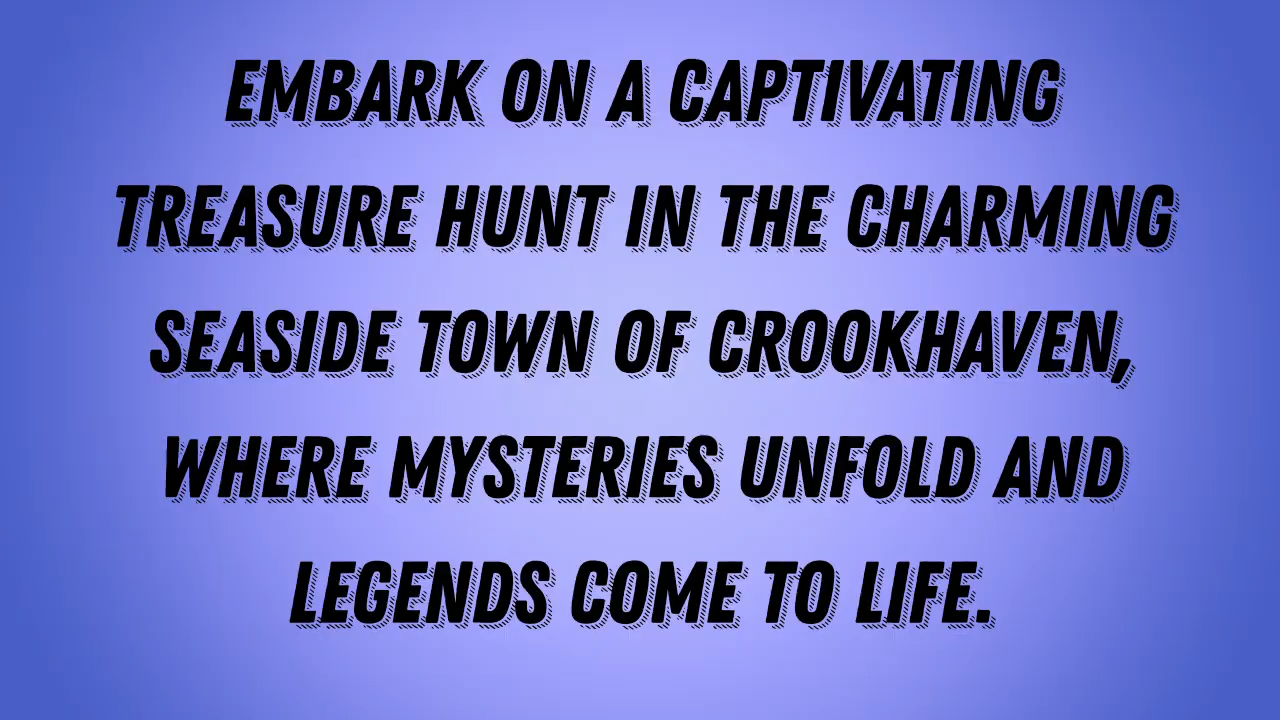 EMBARK ON A CAPTIVATING
TREASURE HUNT IN THE CHARMING
SEASIDE TOWN OF CROOKHAVEN,
WHERE MYSTERIES UNFOLD AND
LEGENDS COME TO LIFE.